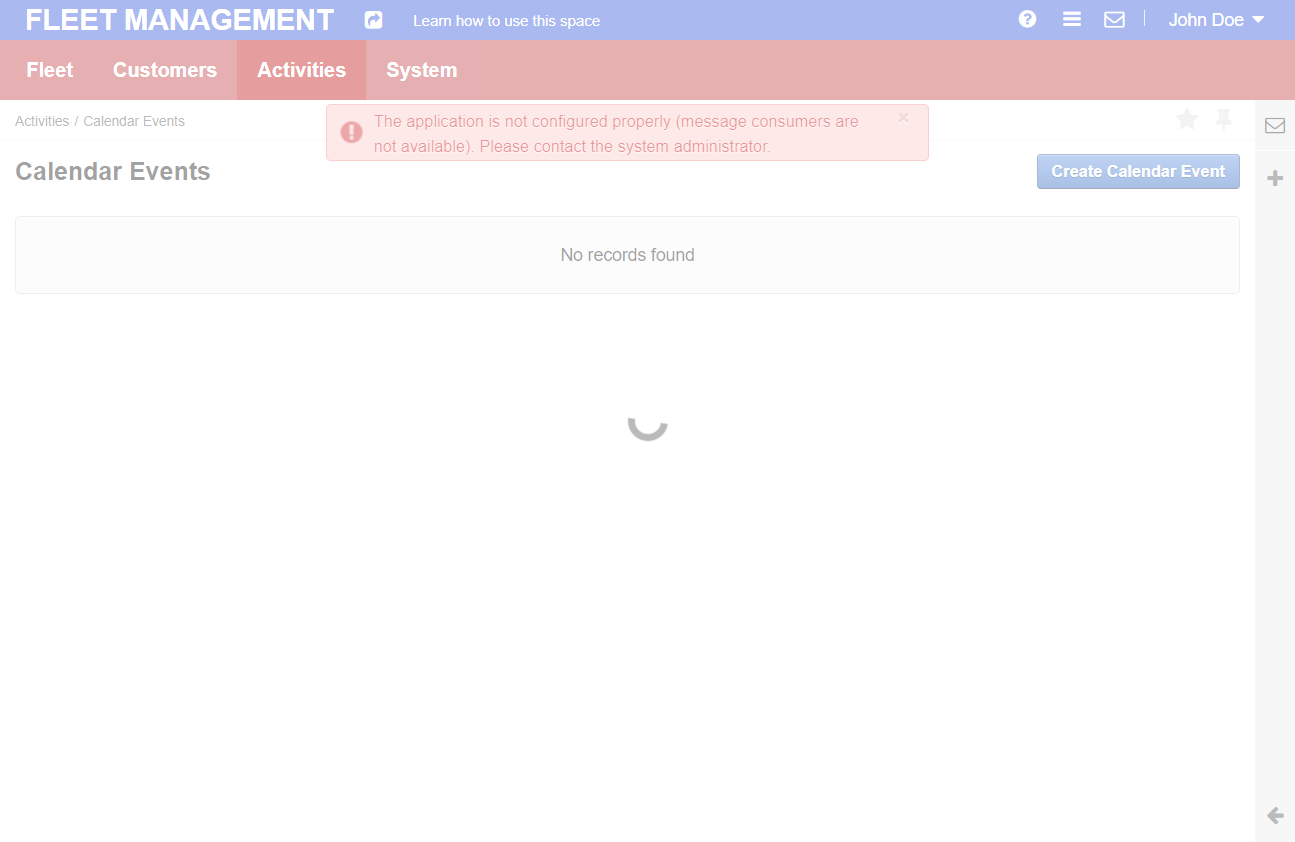 FLEET MANAGEMENT
Learn how to use this space
John Doe
Fleet
Customers
Activities
System
Activities / Calendar Events
The application is not configured properly (message consumers are
not available). Please contact the system administrator.
×
Calendar Events
Create Calendar Event
No records found